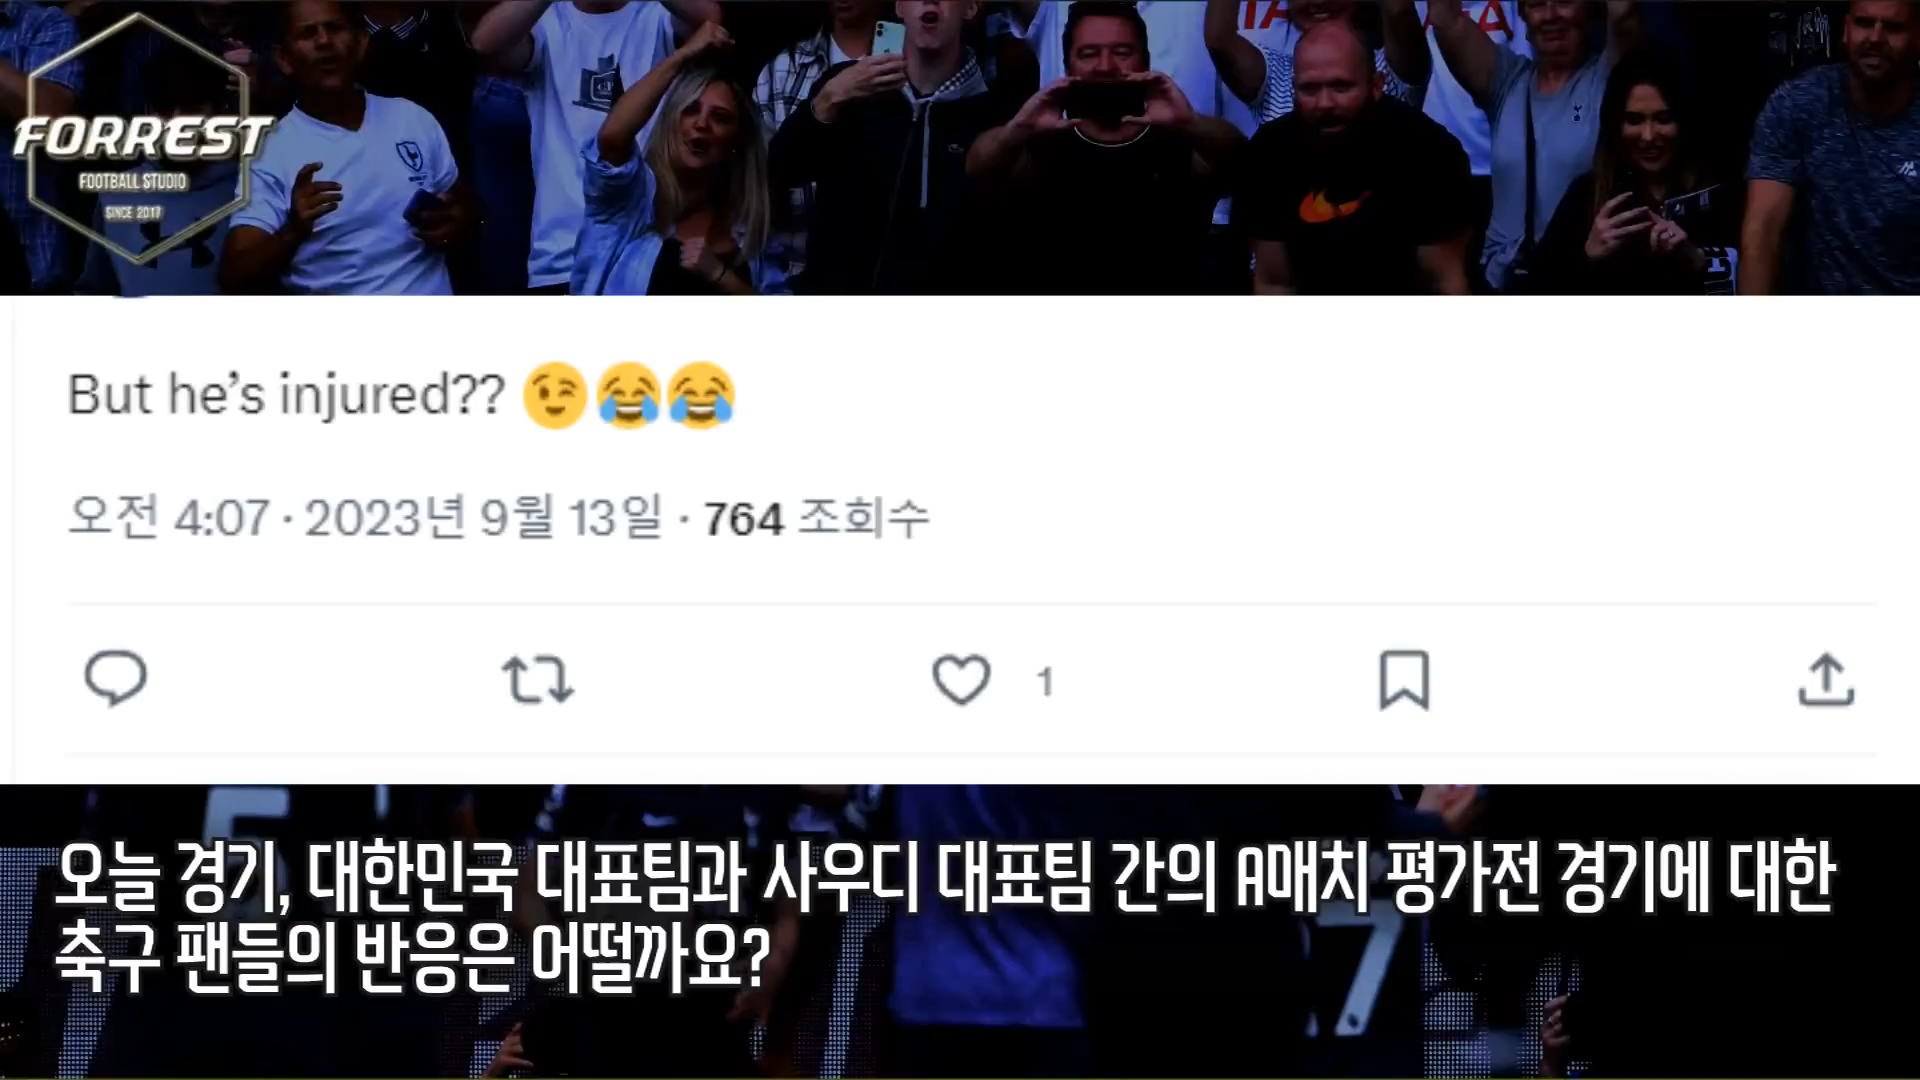 FORREST
FOOTBALL STUDIO
SINCE 2017
But he's injured?? 😉😂😂
오전 4:07 · 2023년 9월 13일 · 764 조회수
1
오늘 경기, 대한민국 대표팀과 사우디 대표팀 간의 A매치 평가전 경기에 대한
축구 팬들의 반응은 어떨까요?
5
7